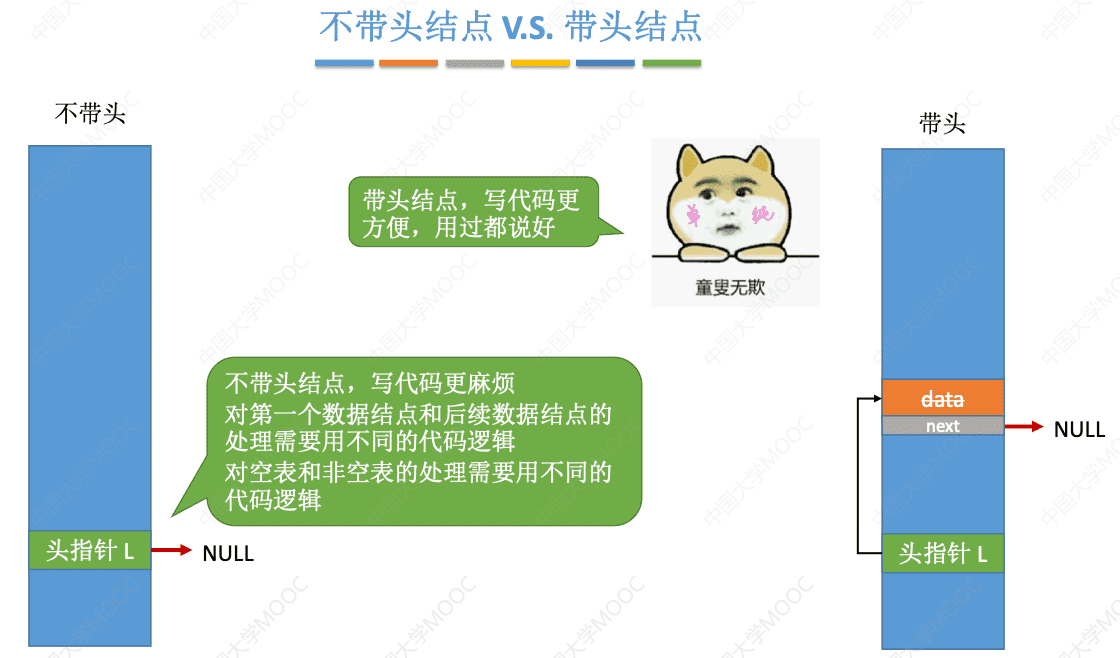 不带头结点 V.S. 带头结点
不带头
带头
带头结点，写代码更
方便，用过都说好
单 纯
童叟无欺
不带头结点，写代码更麻烦
对第一个数据结点和后续数据结点的
处理需要用不同的代码逻辑
对空表和非空表的处理需要用不同的
代码逻辑
头指针 L
NULL
data
next
NULL
头指针 L
中国大学MOOC